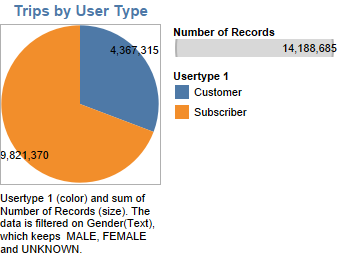 Trips by User Type
4,367,315
9,821,370
Number of Records
14,188,685
Usertype 1
Customer
Subscriber
Usertype 1 (color) and sum of
Number of Records (size). The
data is filtered on Gender(Text),
which keeps  MALE, FEMALE
and UNKNOWN.